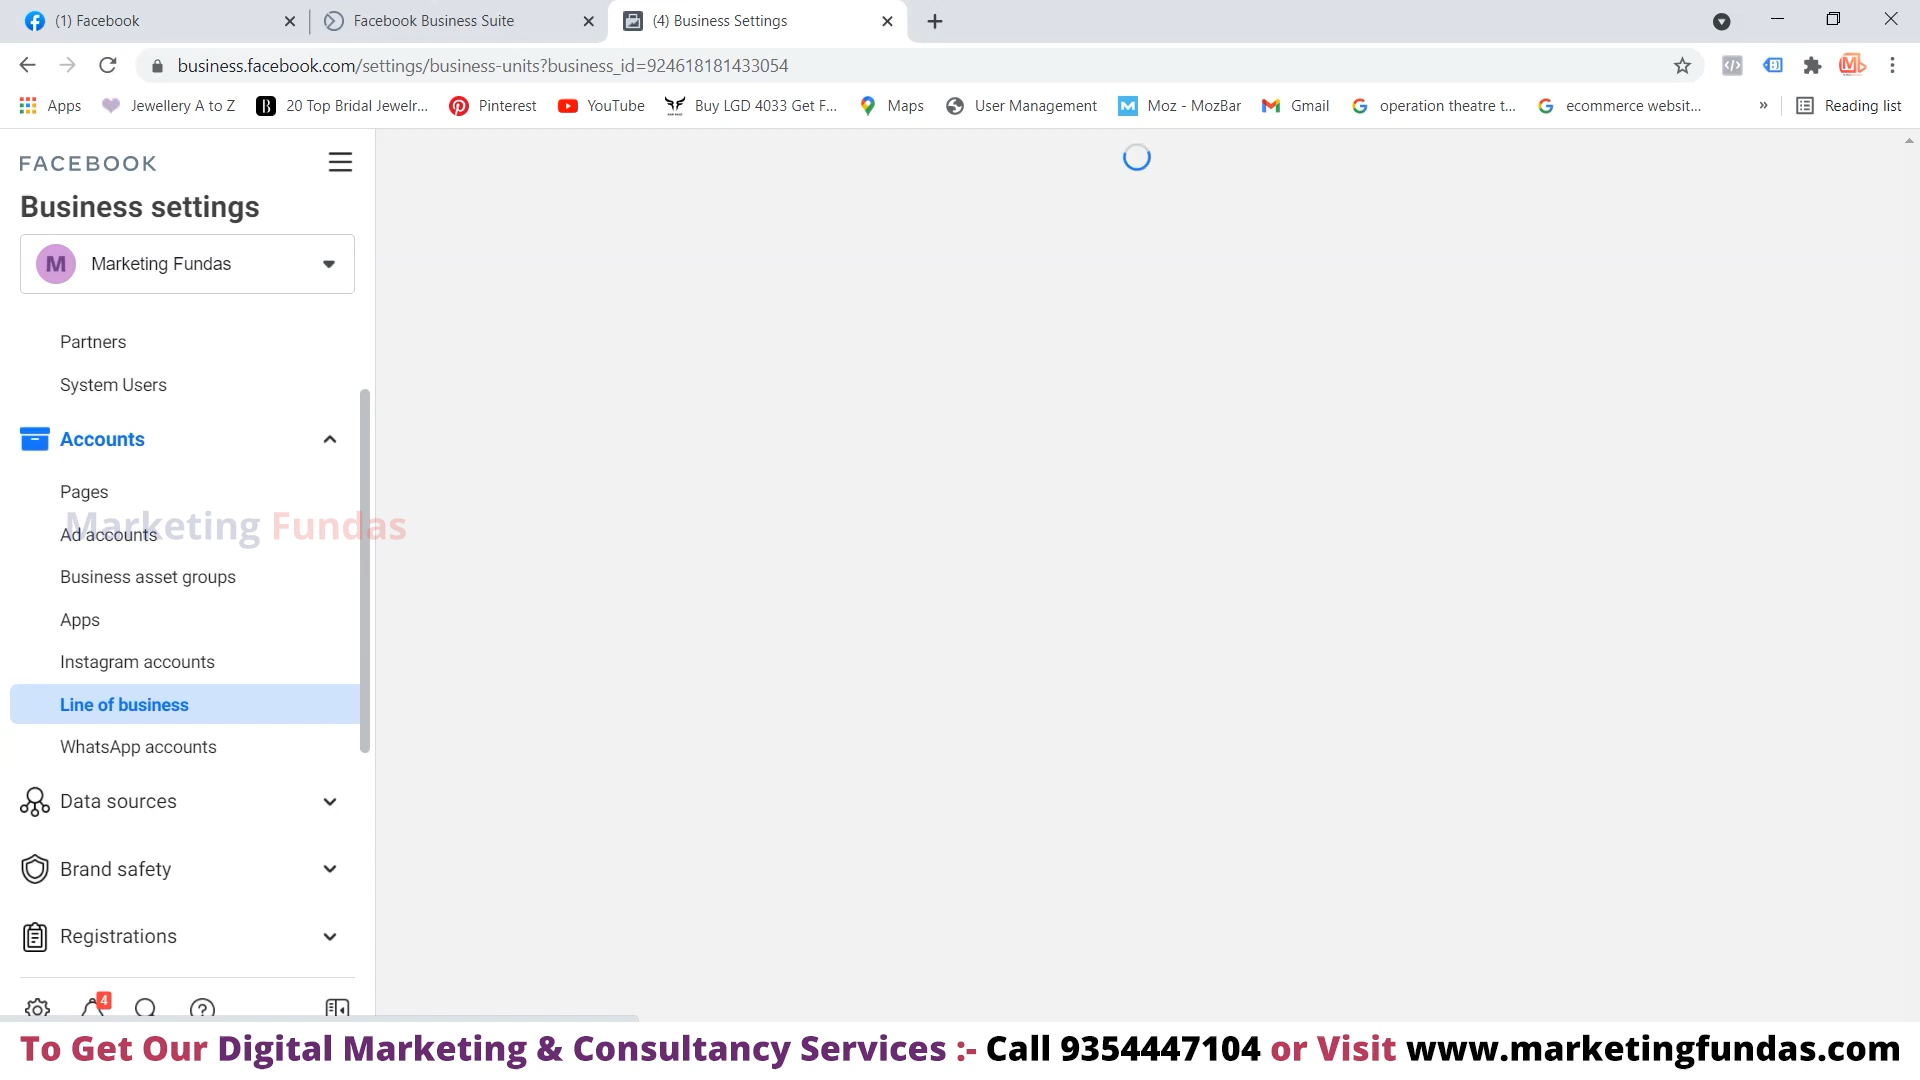 (1) Facebook
Facebook Business Suite
(4) Business Settings
business.facebook.com/settings/business-units?business_id=924618181433054
Apps
Jewellery A to Z
20 Top Bridal Jewelr...
Pinterest
YouTube
Buy LGD 4033 Get F...
Maps
User Management
Moz - MozBar
Gmail
operation theatre t...
ecommerce websit...
»
Reading list
FACEBOOK
Business settings
M
Marketing Fundas
Partners
System Users
Accounts
Pages
Marketing Fundas
Ad accounts
Business asset groups
Apps
Instagram accounts
Line of business
WhatsApp accounts
Data sources
Brand safety
Registrations
4
To Get Our Digital Marketing & Consultancy Services :- Call 9354447104 or Visit www.marketingfundas.com